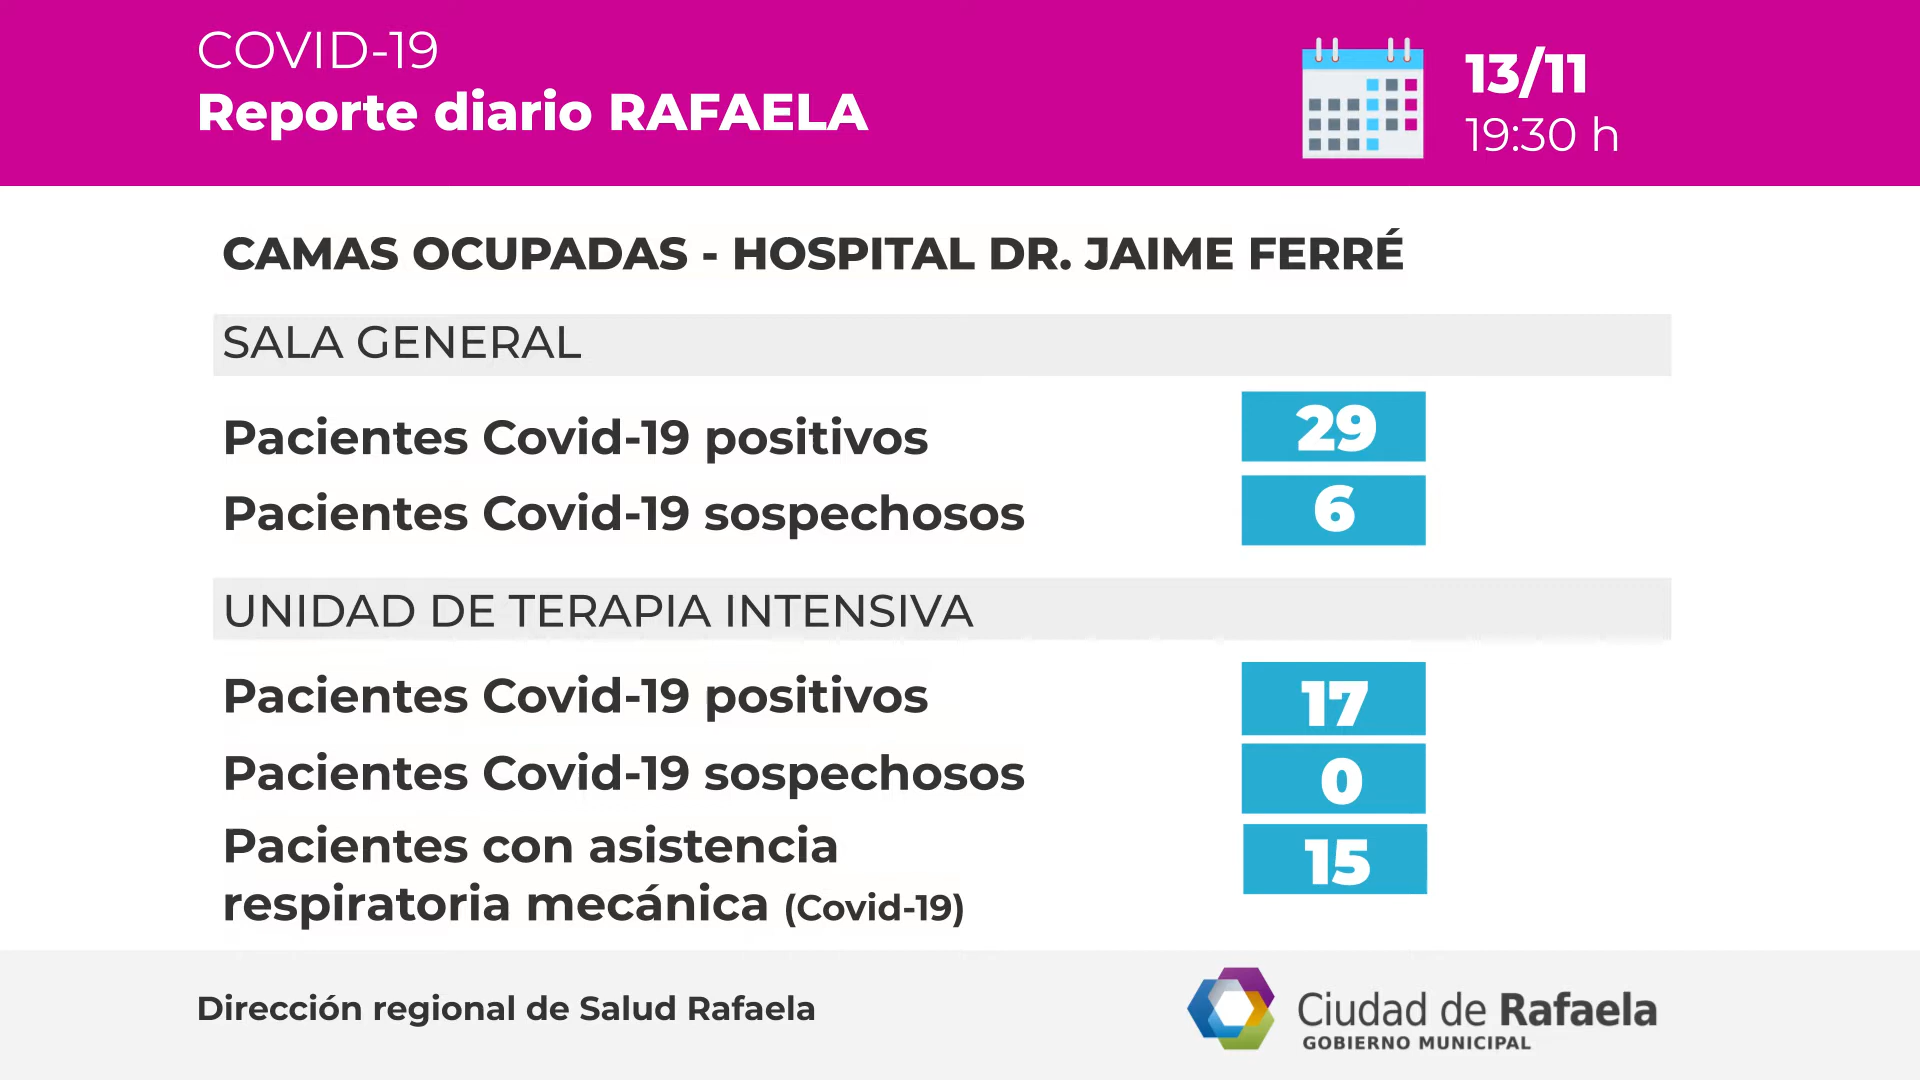 COVID-19
Reporte diario RAFAELA
13/11
19:30 h
CAMAS OCUPADAS - HOSPITAL DR. JAIME FERRÉ
SALA GENERAL
Pacientes Covid-19 positivos 29
Pacientes Covid-19 sospechosos 6
UNIDAD DE TERAPIA INTENSIVA
Pacientes Covid-19 positivos 17
Pacientes Covid-19 sospechosos 0
Pacientes con asistencia 15
respiratoria mecánica (Covid-19)
Dirección regional de Salud Rafaela
Ciudad de Rafaela
GOBIERNO MUNICIPAL